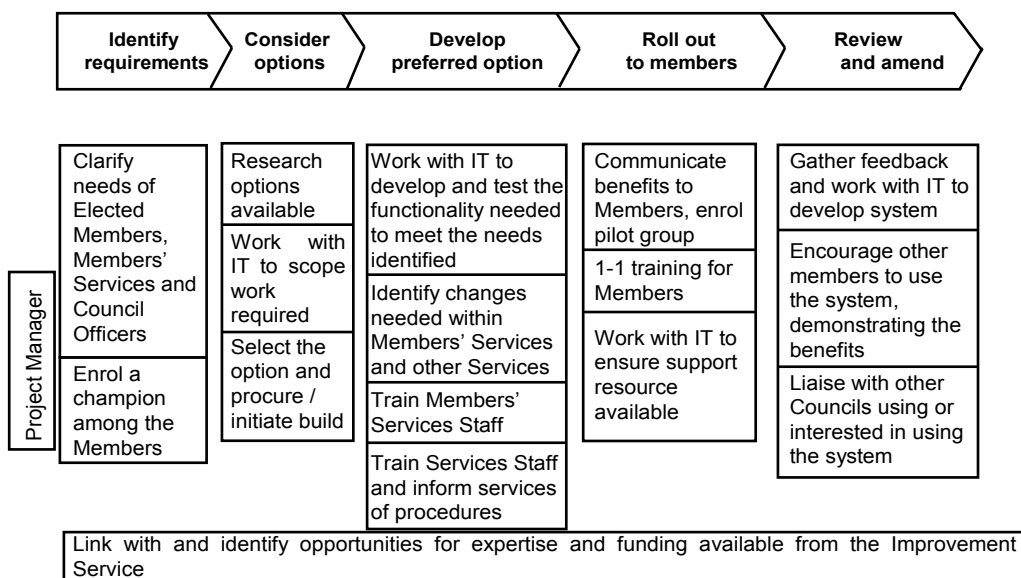 Identify
requirements
Consider
options
Develop
preferred option
Roll out
to members
Review
and amend
Project Manager
Clarify
needs of
Elected
Members,
Members'
Services and
Council
Officers
Enrol a
champion
among the
Members
Research
options
available
Work with
IT to scope
work
required
Select the
option and
procure /
initiate build
Work with IT to
develop and test the
functionality needed
to meet the needs
identified
Identify changes
needed within
Members' Services
and other Services
Train Members'
Services Staff
Train Services Staff
and inform services
of procedures
Communicate
benefits to
Members, enrol
pilot group
1-1 training for
Members
Work with IT to
ensure support
resource
available
Gather feedback
and work with IT to
develop system
Encourage other
members to use
the system,
demonstrating the
benefits
Liaise with other
Councils using or
interested in using
the system
Link with and identify opportunities for expertise and funding available from the Improvement
Service